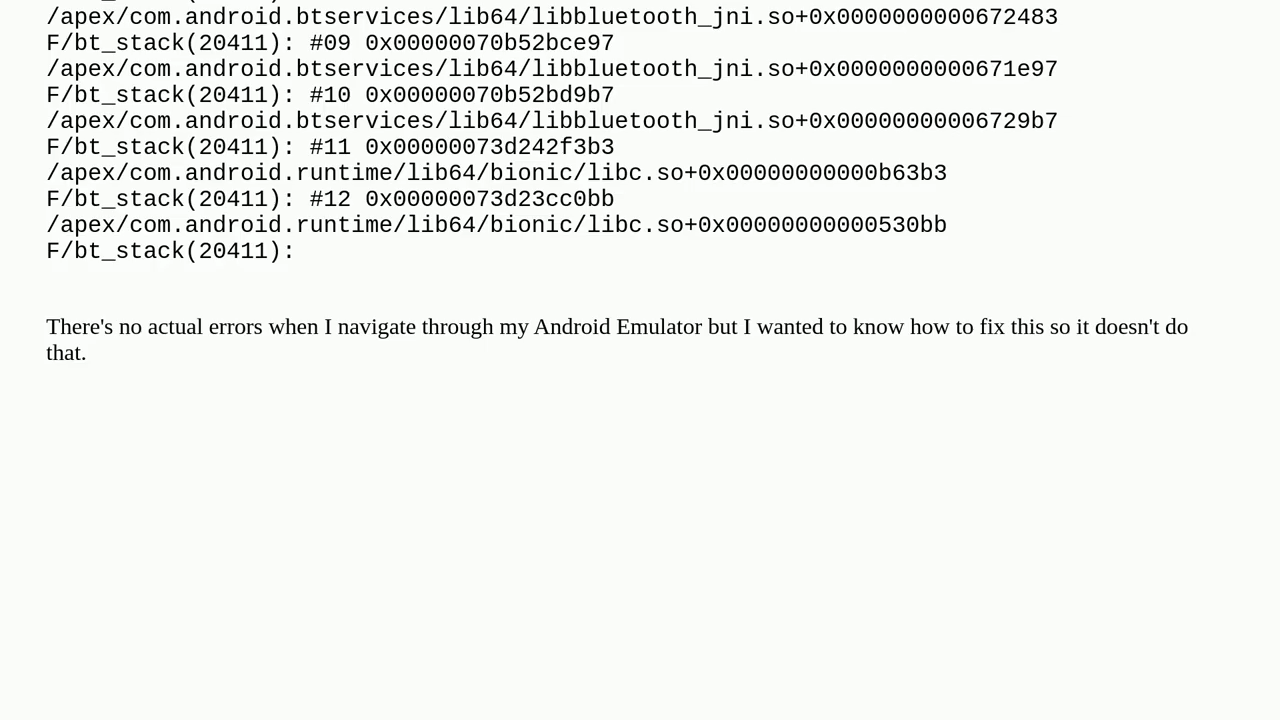 /apex/com.android.btservices/lib64/libbluetooth_jni.so+0x0000000000672483
F/bt_stack(20411): #09 0x00000070b52bce97
/apex/com.android.btservices/lib64/libbluetooth_jni.so+0x0000000000671e97
F/bt_stack(20411): #10 0x00000070b52bd9b7
/apex/com.android.btservices/lib64/libbluetooth_jni.so+0x00000000006729b7
F/bt_stack(20411): #11 0x00000073d242f3b3
/apex/com.android.runtime/lib64/bionic/libc.so+0x00000000000b63b3
F/bt_stack(20411): #12 0x00000073d23cc0bb
/apex/com.android.runtime/lib64/bionic/libc.so+0x00000000000530bb
F/bt_stack(20411):
There's no actual errors when I navigate through my Android Emulator but I wanted to know how to fix this so it doesn't do
that.